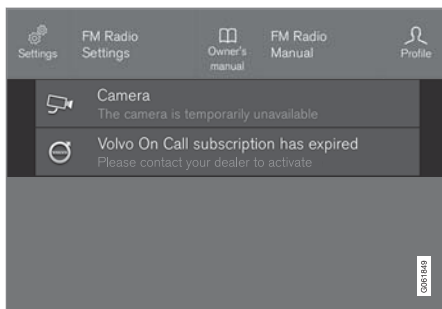 Settings
FM Radio
Settings
Owner's
manual
FM Radio
Manual
Profile
Camera
The camera is temporarily unavailable
Volvo On Call subscription has expired
Please contact your dealer to activate
G061849